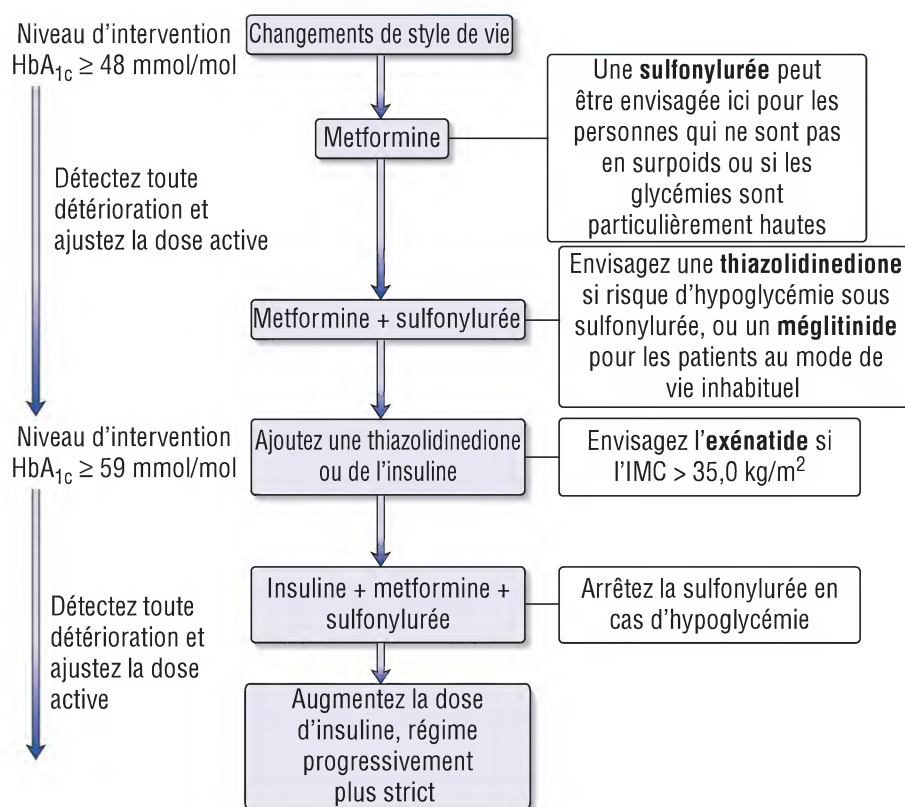 Niveau d'intervention
HbA1c ≥ 48 mmol/mol
Changements de style de vie
Une sulfonylurée peut
être envisagée ici pour les
personnes qui ne sont pas
en surpoids ou si les
glycémies sont
particulièrement hautes
Metformine
Détectez toute
détérioration et
ajustez la dose active
Envisagez une thiazolidinedione
si risque d'hypoglycémie sous
sulfonylurée, ou un méglitinide
pour les patients au mode de
vie inhabituel
Metformine + sulfonylurée
Niveau d'intervention
HbA1c ≥ 59 mmol/mol
Ajoutez une thiazolidinedione
ou de l'insuline
Envisagez l'exénatide si
l'IMC > 35,0 kg/m²
Insuline + metformine +
sulfonylurée
Arrêtez la sulfonylurée en
cas d'hypoglycémie
Détectez toute
détérioration et
ajustez la dose
active
Augmentez la dose
d'insuline, régime
progressivement
plus strict